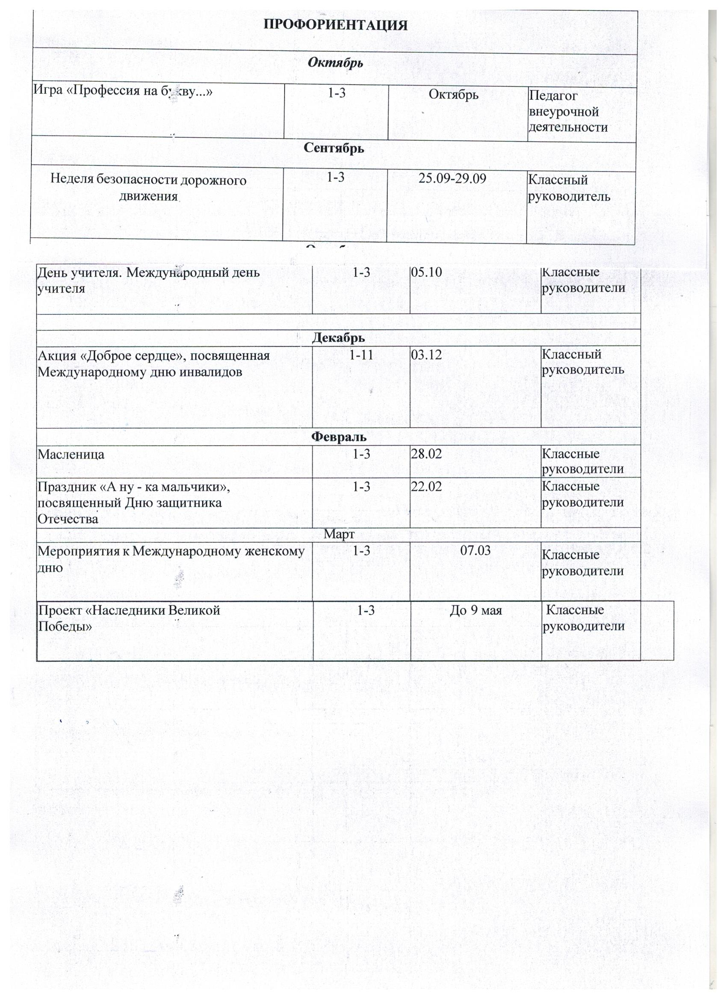 ПРОФОРИЕНТАЦИЯ
Октябрь
Игра «Профессия на букву...»
1-3
Октябрь
Педагог
внеурочной
деятельности
Сентябрь
Неделя безопасности дорожного
движения
1-3
25.09-29.09
Классный
руководитель
День учителя. Международный день
учителя
1-3
05.10
Классные
руководители
Декабрь
Акция «Доброе сердце», посвященная
Международному дню инвалидов
1-11
03.12
Классный
руководитель
Февраль
Масленица
1-3
28.02
Классные
руководители
Праздник «А ну - ка мальчики»,
посвященный Дню защитника
Отечества
1-3
22.02
Классные
руководители
Март
Мероприятия к Международному женскому
дню
1-3
07.03
Классные
руководители
Проект «Наследники Великой
Победы»
1-3
До 9 мая
Классные
руководители